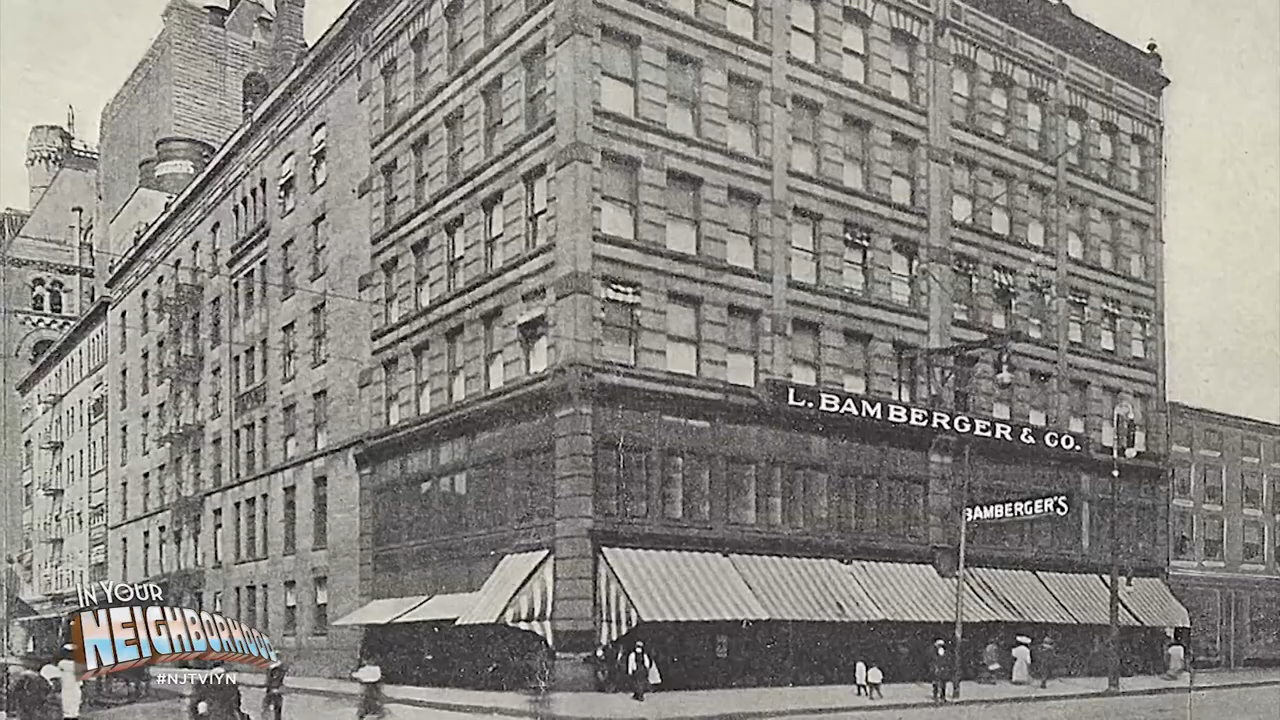 L. BAMBERGER & CO.
BAMBERGER'S
IN YOUR
NEIGHBORHOOD
#NJTVIYN